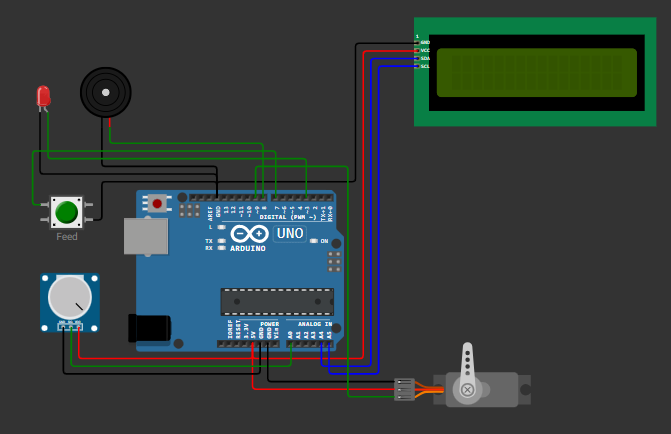 1
GND
VCC
SDA
SCL
Feed
AREF
GND
13
12
~11
~10
~9
8
7
~6
~5
4
~3
2
TX→1
RX←0
DIGITAL (PWM ~)
L
TX
RX
UNO
ON
ARDUINO
IOREF
RESET
3.3V
5V
GND
GND
Vin
POWER
ANALOG IN
A0
A1
A2
A3
A4
A5